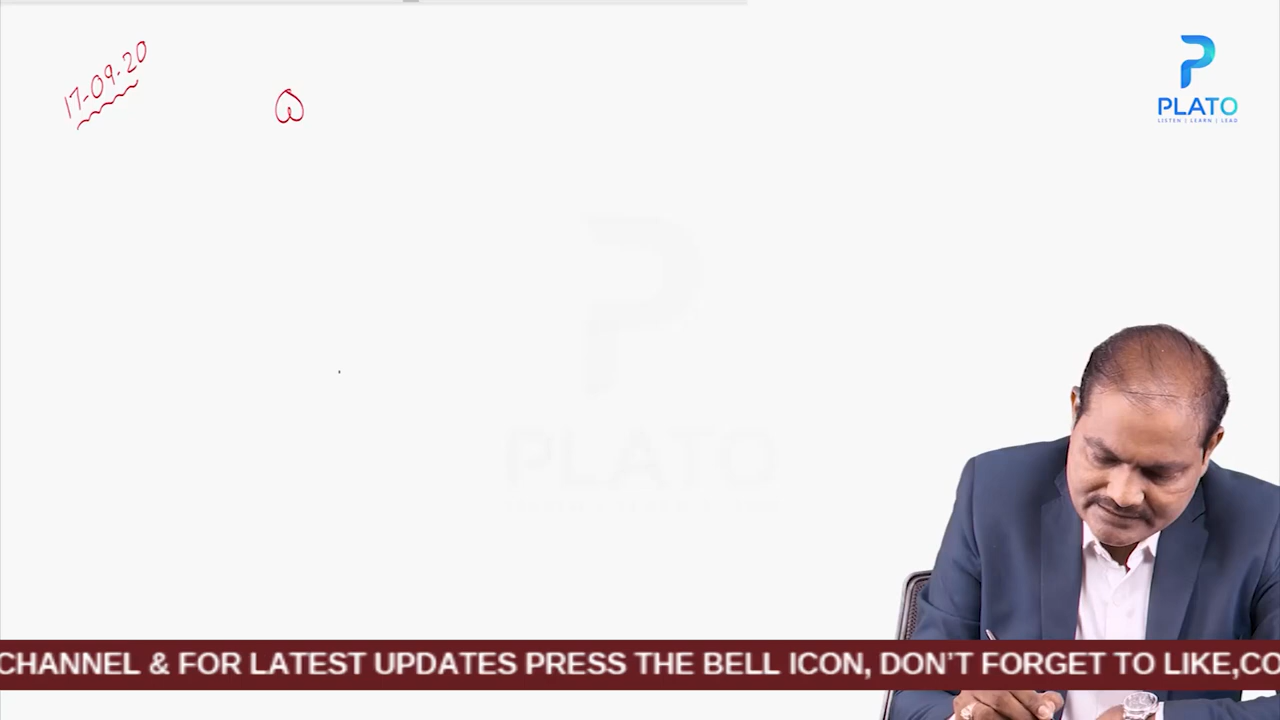 17-09-20
PLATO
LISTEN | LEARN | LEAD
PLATO
CHANNEL & FOR LATEST UPDATES PRESS THE BELL ICON, DON'T FORGET TO LIKE,CO